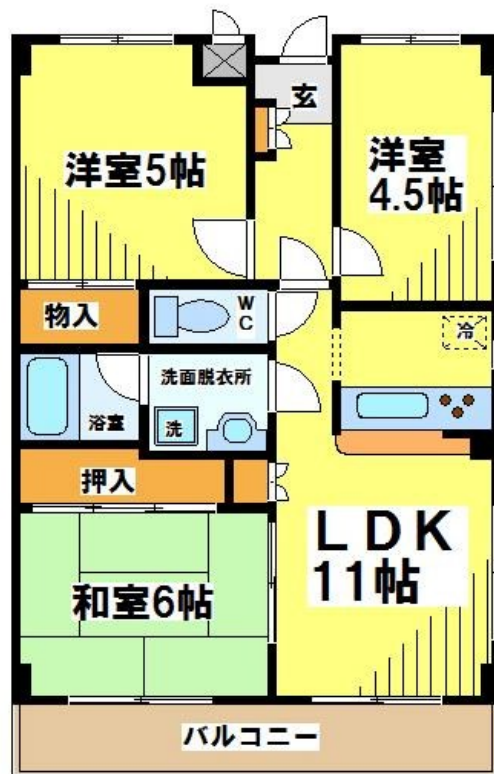 玄
洋室5帖
洋室
4.5帖
物入
WC
冷
洗面脱衣所
浴室
洗
押入
LDK
11帖
和室6帖
バルコニー